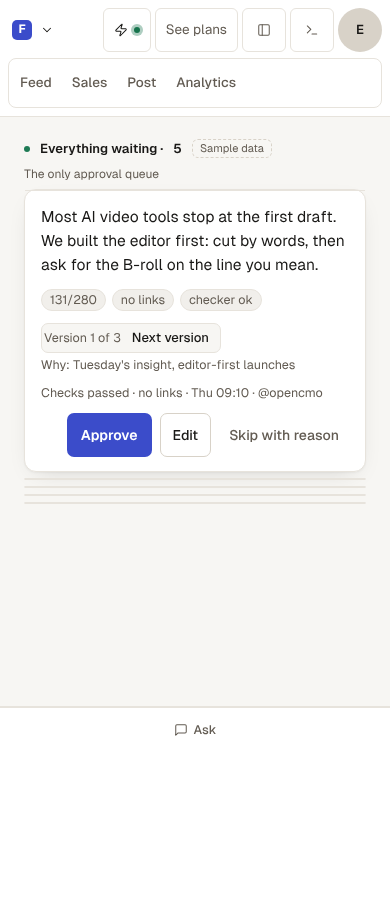 F
See plans
E
Feed Sales Post Analytics
Everything waiting · 5 Sample data
The only approval queue
Most AI video tools stop at the first draft.
We built the editor first: cut by words, then
ask for the B-roll on the line you mean.
131/280 no links checker ok
Version 1 of 3 Next version
Why: Tuesday's insight, editor-first launches
Checks passed · no links · Thu 09:10 · @opencmo
Approve Edit Skip with reason
Ask